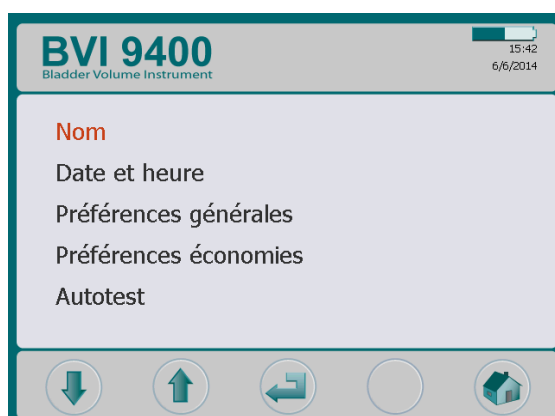 BVI 9400
Bladder Volume Instrument
15:42
6/6/2014
Nom
Date et heure
Préférences générales
Préférences économies
Autotest